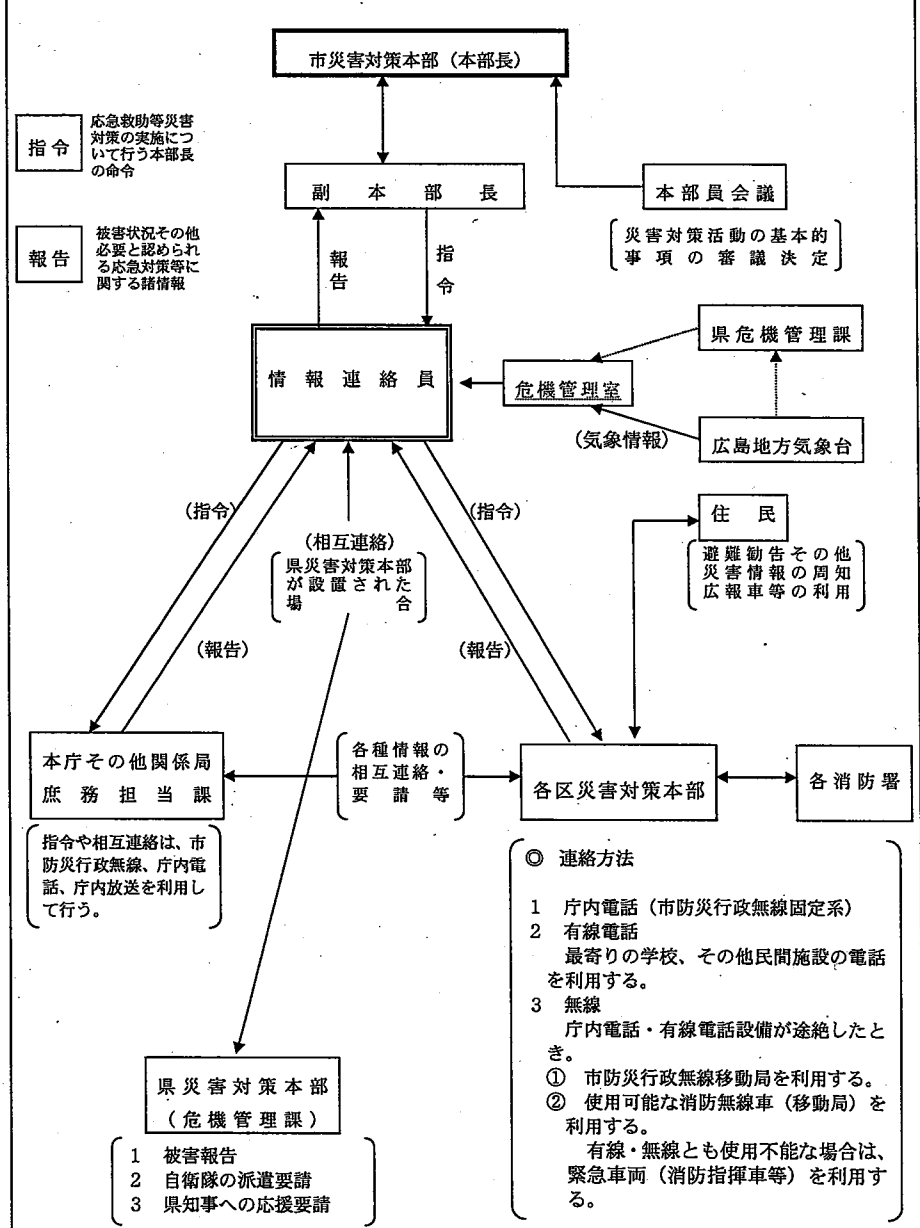 市災害対策本部（本部長）
指令
応急救助等災害
対策の実施につ
いて行う本部長
の命令
副本部長
本部員会議
災害対策活動の基本的
事項の審議決定
報告
被害状況その他
必要と認められ
る応急対策等に
関する諸情報
報告
指令
県危機管理課
情報連絡員
危機管理室
（気象情報）
広島地方気象台
（指令）
（指令）
住民
避難勧告その他
災害情報の周知
広報車等の利用
（相互連絡）
県災害対策本部
が設置された
場合
（報告）
（報告）
本庁その他関係局
庶務担当課
各種情報の
相互連絡・
要請等
各区災害対策本部
各消防署
指令や相互連絡は、市
防災行政無線、庁内電
話、庁内放送を利用し
て行う。
◎ 連絡方法
1 庁内電話（市防災行政無線固定系）
2 有線電話
最寄りの学校、その他民間施設の電話
を利用する。
3 無線
庁内電話・有線電話設備が途絶したと
き。
① 市防災行政無線移動局を利用する。
② 使用可能な消防無線車（移動局）を
利用する。
有線・無線とも使用不能な場合は、
緊急車両（消防指揮車等）を利用す
る。
県災害対策本部
（危機管理課）
1 被害報告
2 自衛隊の派遣要請
3 県知事への応援要請